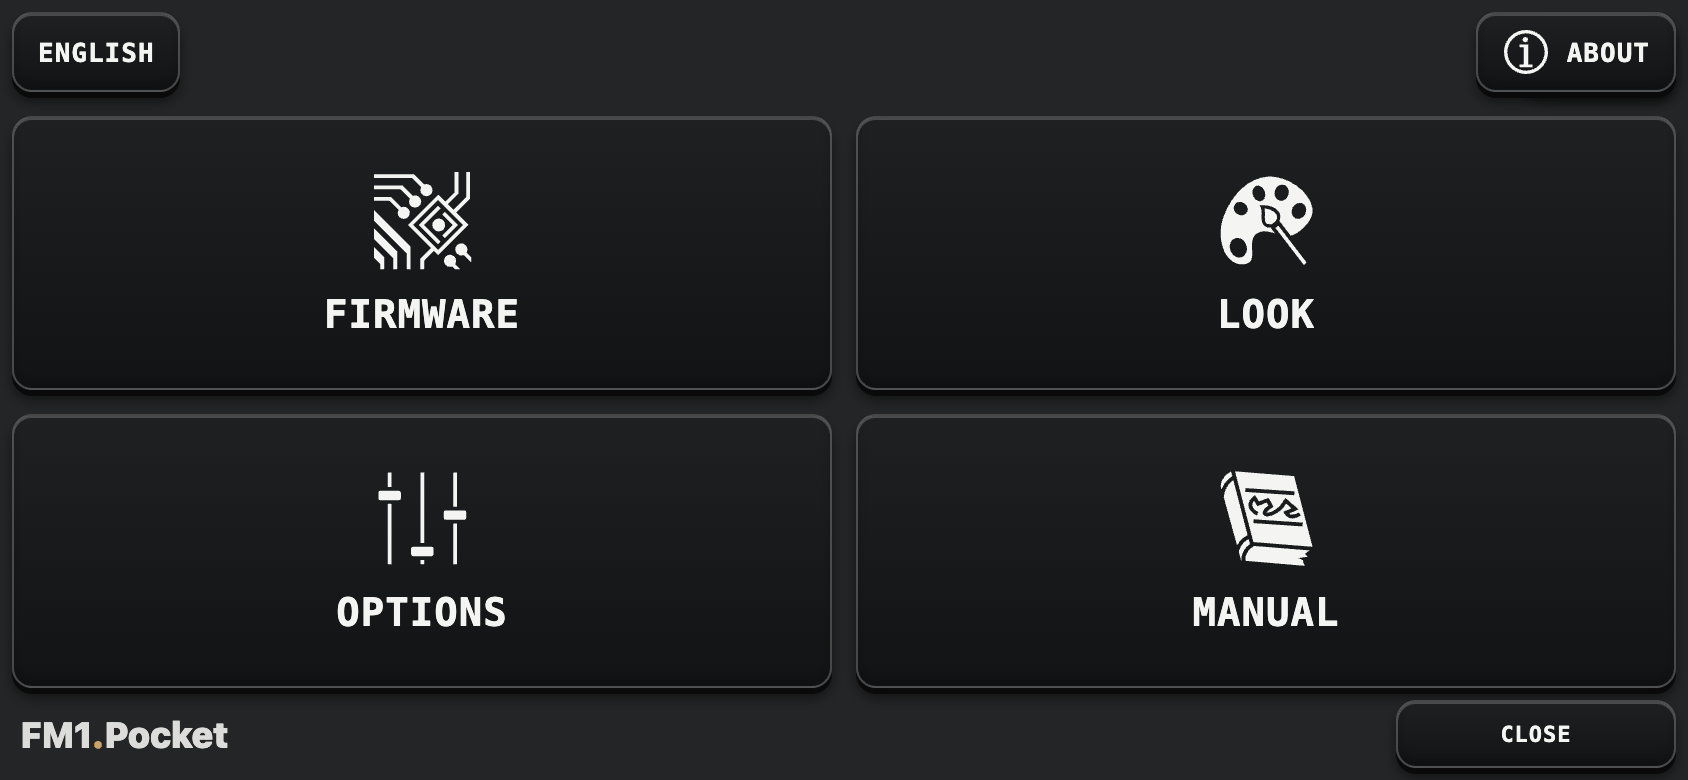 ENGLISH
ABOUT
FIRMWARE
LOOK
OPTIONS
MANUAL
FM1.Pocket
CLOSE